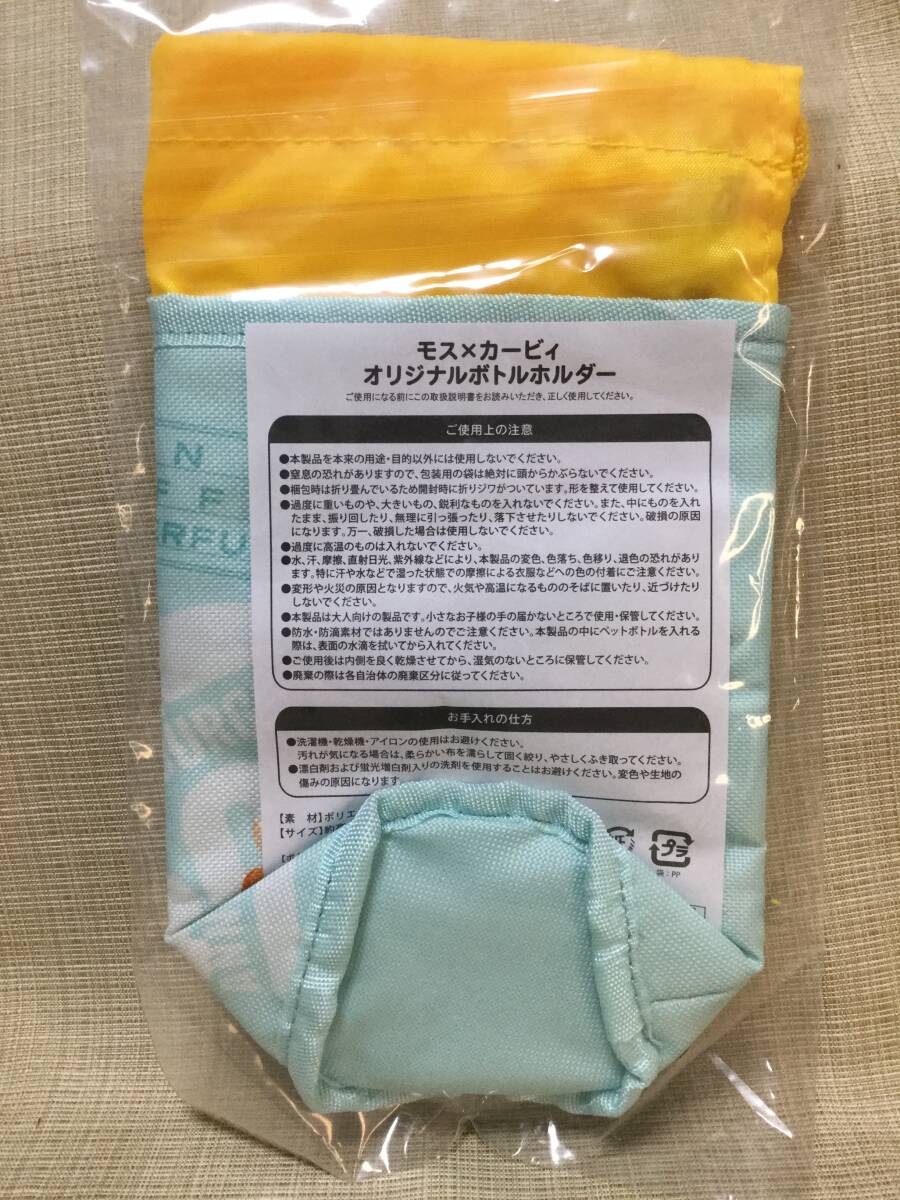 モス×カービィ
オリジナルボトルホルダー
ご使用になる前にこの取扱説明書をお読みいただき、正しく使用してください。
ご使用上の注意
●本製品を本来の用途・目的以外には使用しないでください。
●窒息の恐れがありますので、包装用の袋は絶対に頭からかぶらないでください。
●梱包時は折り畳んでいるため開封時に折りジワがついています。形を整えて使用してください。
●過度に重いものや、大きいもの、鋭利なものを入れないでください。また、中にものを入れ
たまま、振り回したり、無理に引っ張ったり、落下させたりしないでください。破損の原因
になります。万一、破損した場合は使用しないでください。
●過度に高温のものは入れないでください。
●水、汗、摩擦、直射日光、紫外線などにより、本製品の変色、色落ち、色移り、退色の恐れがあり
ます。特に汗や水などで湿った状態での摩擦による衣服などへの色の付着にご注意ください。
●変形や火災の原因となりますので、火気や高温になるもののそばに置いたり、近づけたり
しないでください。
●本製品は大人向けの製品です。小さなお子様の手の届かないところで使用・保管してください。
●防水・防滴素材ではありませんのでご注意ください。本製品の中にペットボトルを入れる
際は、表面の水滴を拭いてから入れてください。
●ご使用後は内側を良く乾燥させてから、湿気のないところに保管してください。
●廃棄の際は各自治体の廃棄区分に従ってください。
お手入れの仕方
●洗濯機・乾燥機・アイロンの使用はお避けください。
汚れが気になる場合は、柔らかい布を濡らして固く絞り、やさしくふき取ってください。
●漂白剤および蛍光増白剤入りの洗剤を使用することはお避けください。変色や生地の
傷みの原因になります。
【素 材】ポリエ
【サイズ】約
プラ
袋：PP